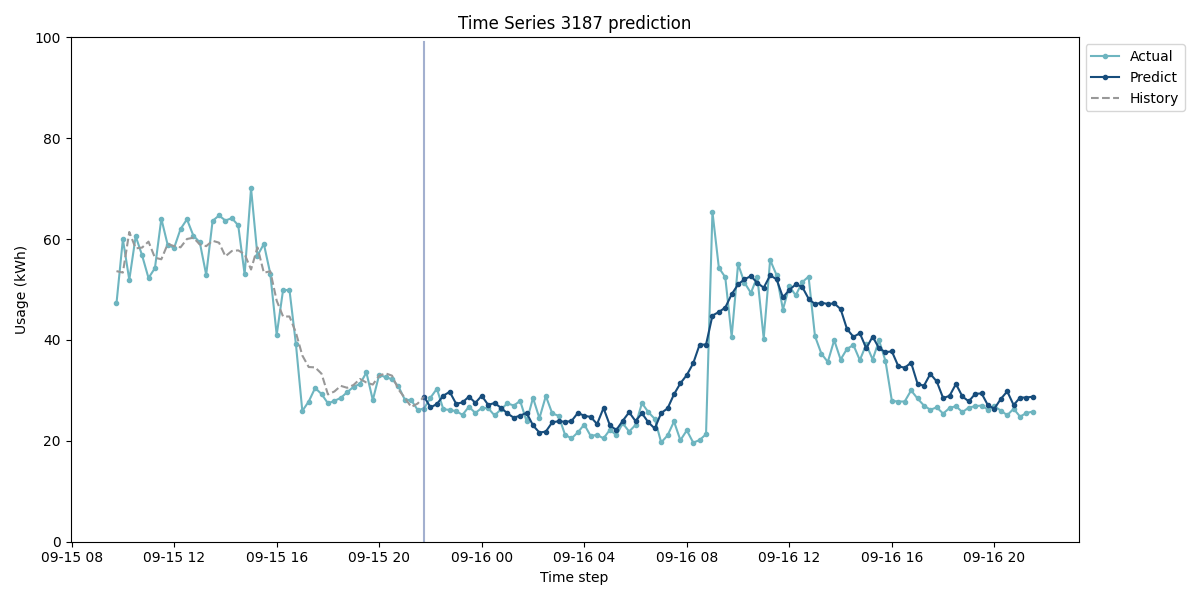 Time Series 3187 prediction
100
80
60
40
20
0
Usage (kWh)
09-15 08
09-15 12
09-15 16
09-15 20
09-16 00
09-16 04
09-16 08
09-16 12
09-16 16
09-16 20
Time step
Actual
Predict
History